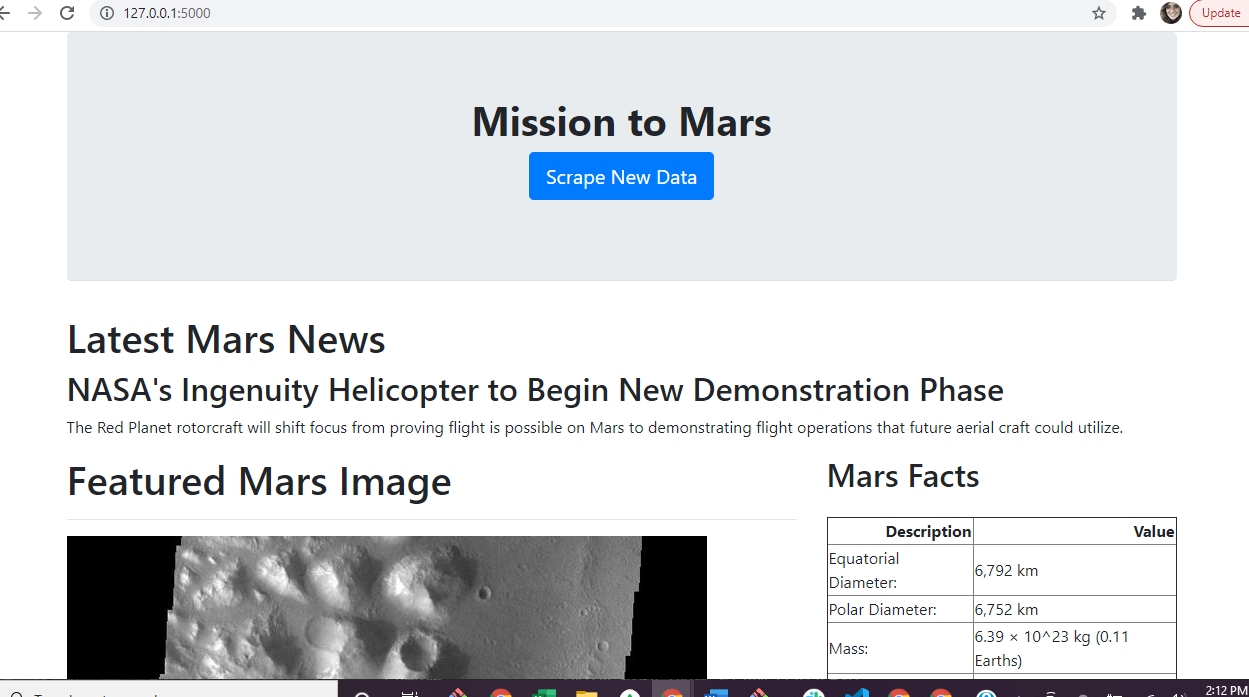 127.0.0.1:5000
Update
Mission to Mars
Scrape New Data
Latest Mars News
NASA's Ingenuity Helicopter to Begin New Demonstration Phase
The Red Planet rotorcraft will shift focus from proving flight is possible on Mars to demonstrating flight operations that future aerial craft could utilize.
Featured Mars Image
Mars Facts
Description Value
Equatorial
Diameter:
6,792 km
Polar Diameter: 6,752 km
Mass:
6.39 × 10^23 kg (0.11
Earths)
2:12 PM